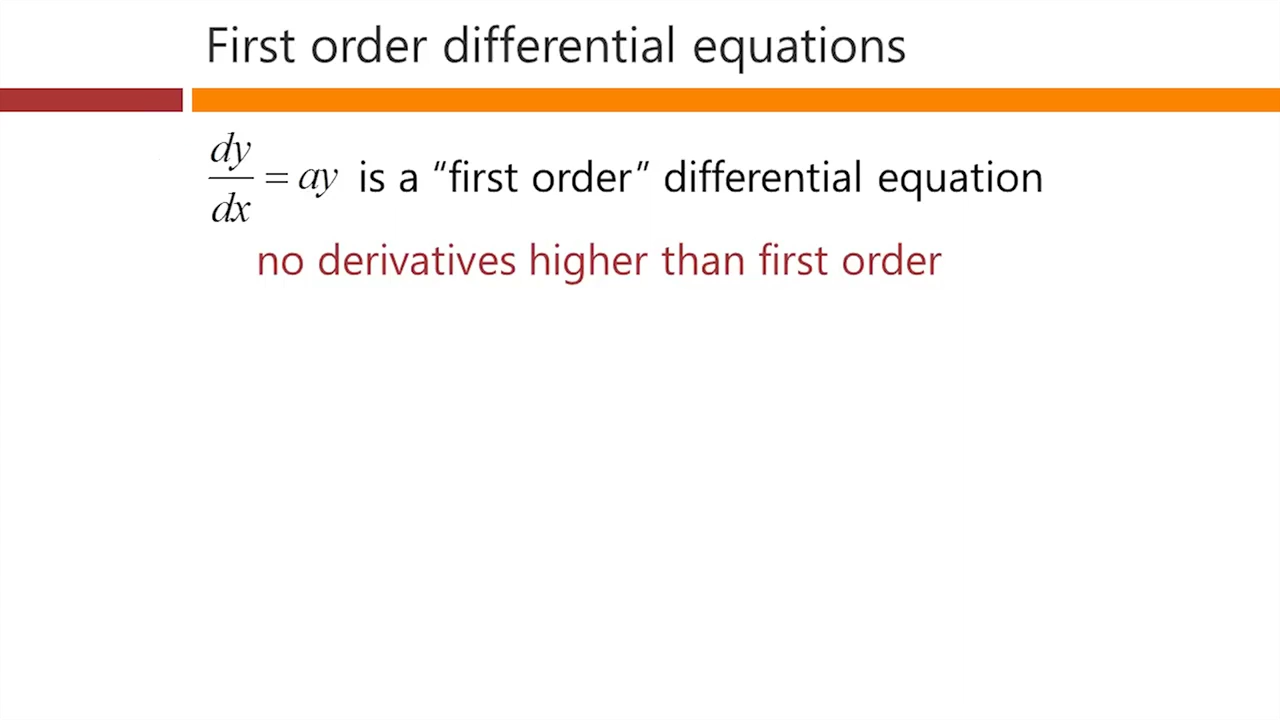 First order differential equations
dy/dx = ay is a “first order” differential equation
no derivatives higher than first order